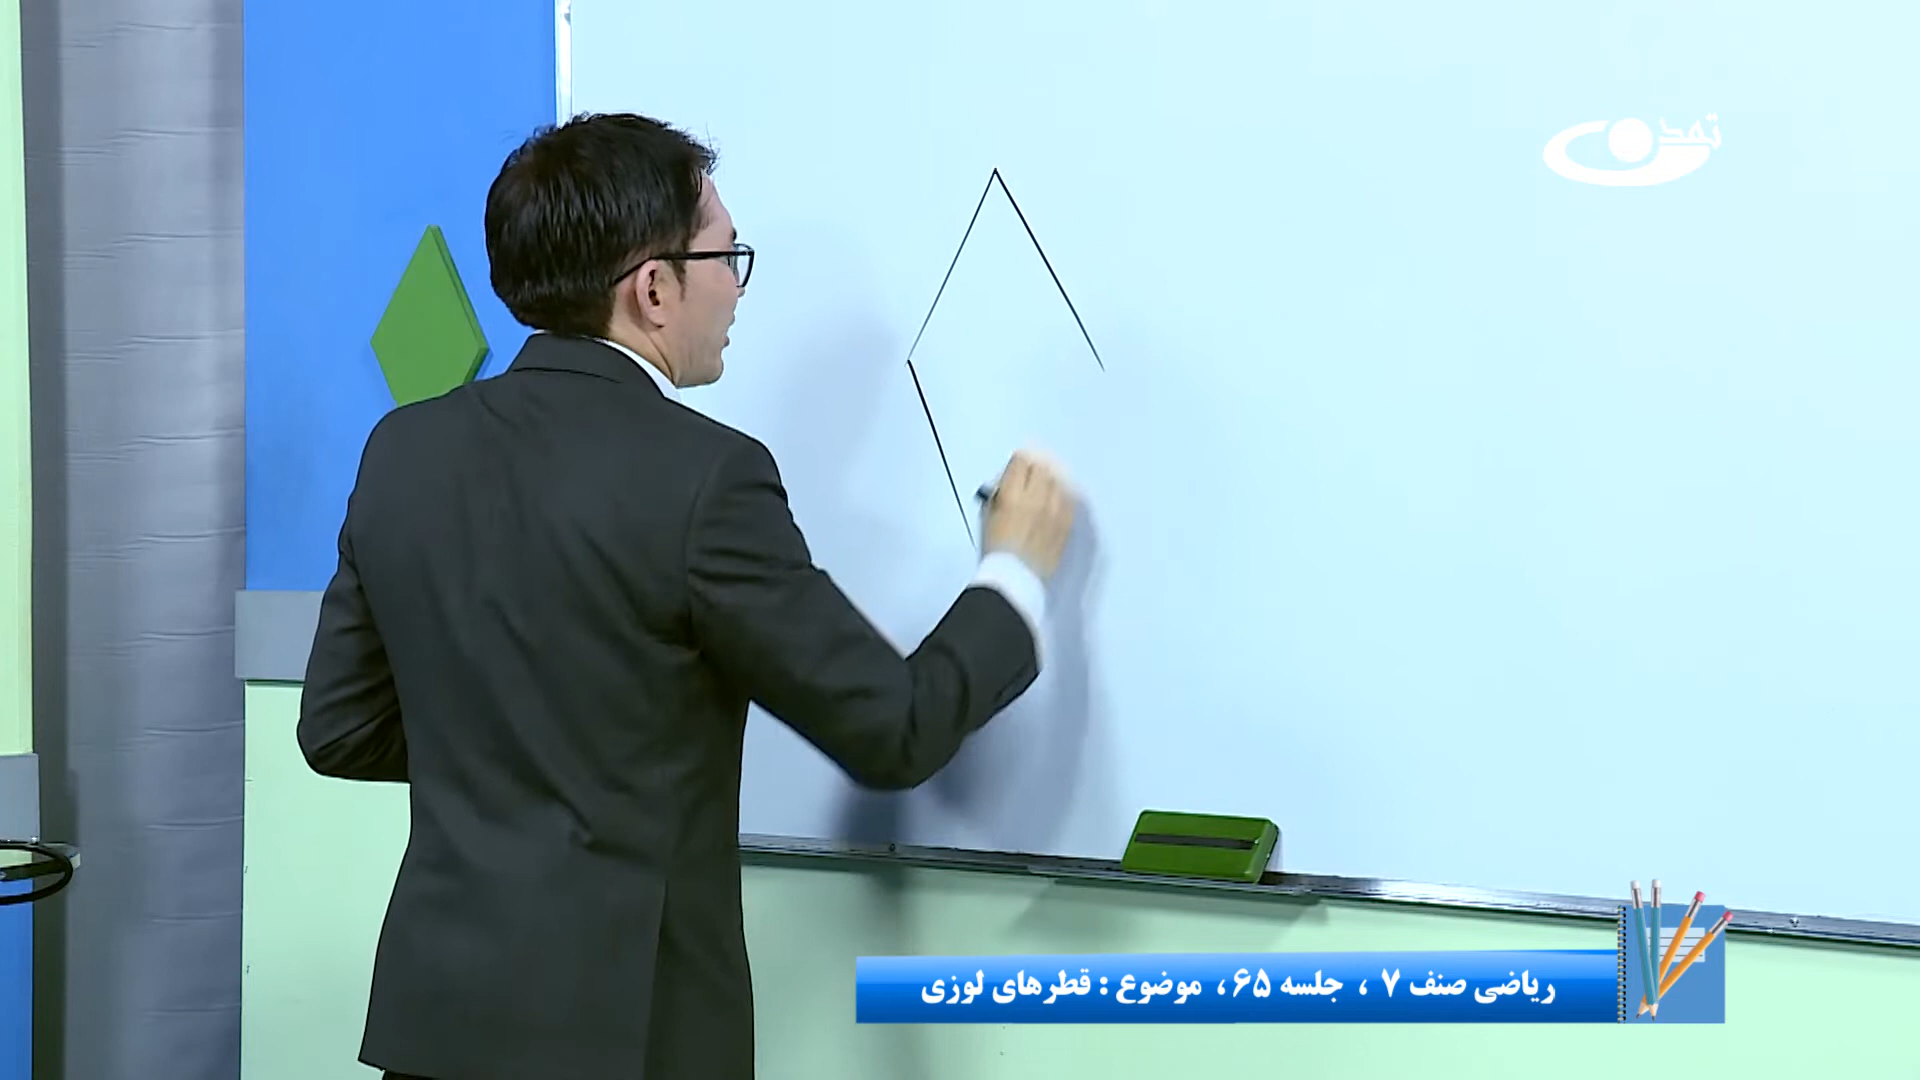 تمدن
ریاضی صنف ۷ ، جلسه ۶۵، موضوع : قطرهای لوزی